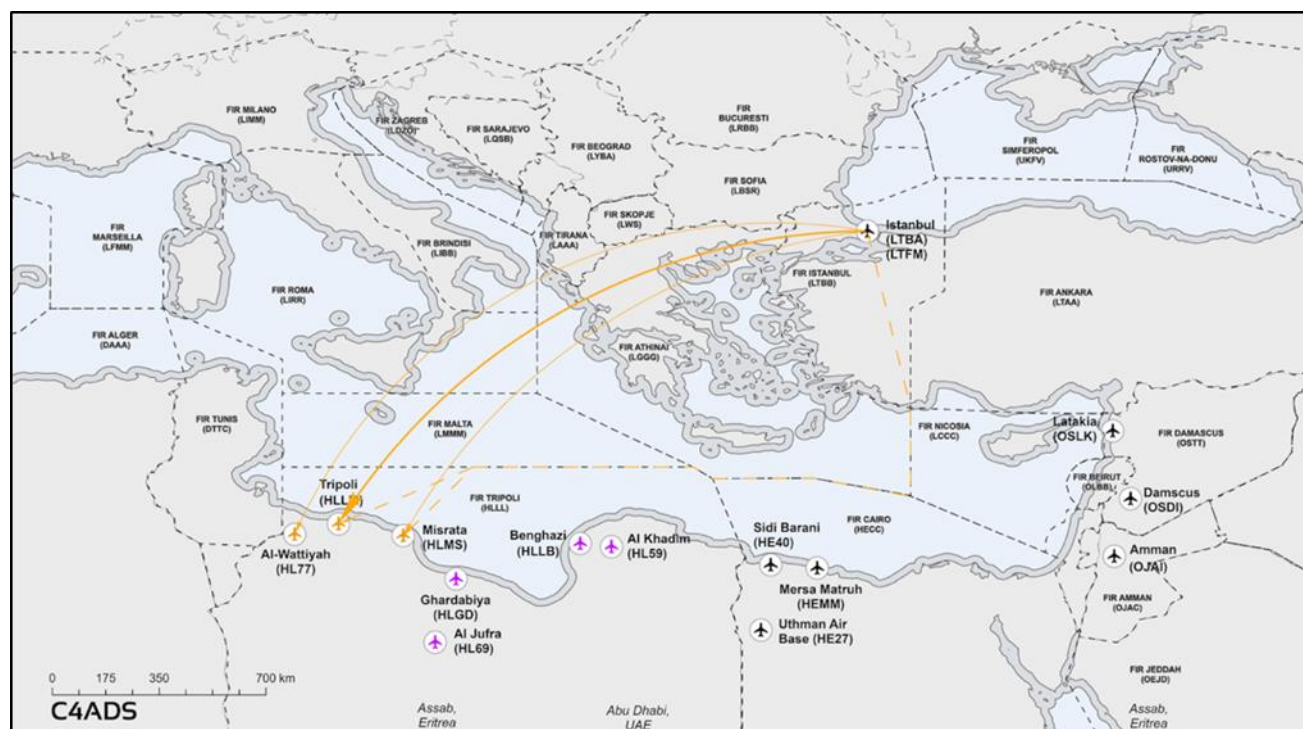 FIR MILANO
(LIMM)
FIR ZAGREB
(LDZO)
FIR SARAJEVO
(LQSB)
FIR BEOGRAD
(LYBA)
FIR
BUCURESTI
(LRBB)
FIR
SIMFEROPOL
(UKFV)
FIR
ROSTOV-NA-DONU
(URRV)
FIR SOFIA
(LBSR)
FIR SKOPJE
(LWS)
FIR TIRANA
(LAAA)
FIR
MARSEILLA
(LFMM)
FIR BRINDISI
(LIBB)
Istanbul
(LTBA)
(LTFM)
FIR ISTANBUL
(LTBB)
FIR ROMA
(LIRR)
FIR ANKARA
(LTAA)
FIR ALGER
(DAAA)
FIR ATHINAI
(LGGG)
FIR TUNIS
(DTTC)
FIR MALTA
(LMMM)
FIR NICOSIA
(LCCC)
Latakia
(OSLK)
FIR DAMASCUS
(OSTT)
FIR BEIRUT
(OLBB)
Damscus
(OSDI)
Tripoli
FIR TRIPOLI
(HLLL)
Al-Wattiyah
(HL77)
Misrata
(HLMS)
Benghazi
(HLLB)
Al Khadim
(HL59)
Sidi Barani
(HE40)
FIR CAIRO
(HECC)
Amman
(OJAI)
Mersa Matruh
(HEMM)
Ghardabiya
(HLGD)
FIR AMMAN
(OJAC)
Al Jufra
(HL69)
Uthman Air
Base (HE27)
FIR JEDDAH
(OEJD)
0 175 350 700 km
C4ADS
Assab,
Eritrea
Abu Dhabi,
UAE
Assab,
Eritrea